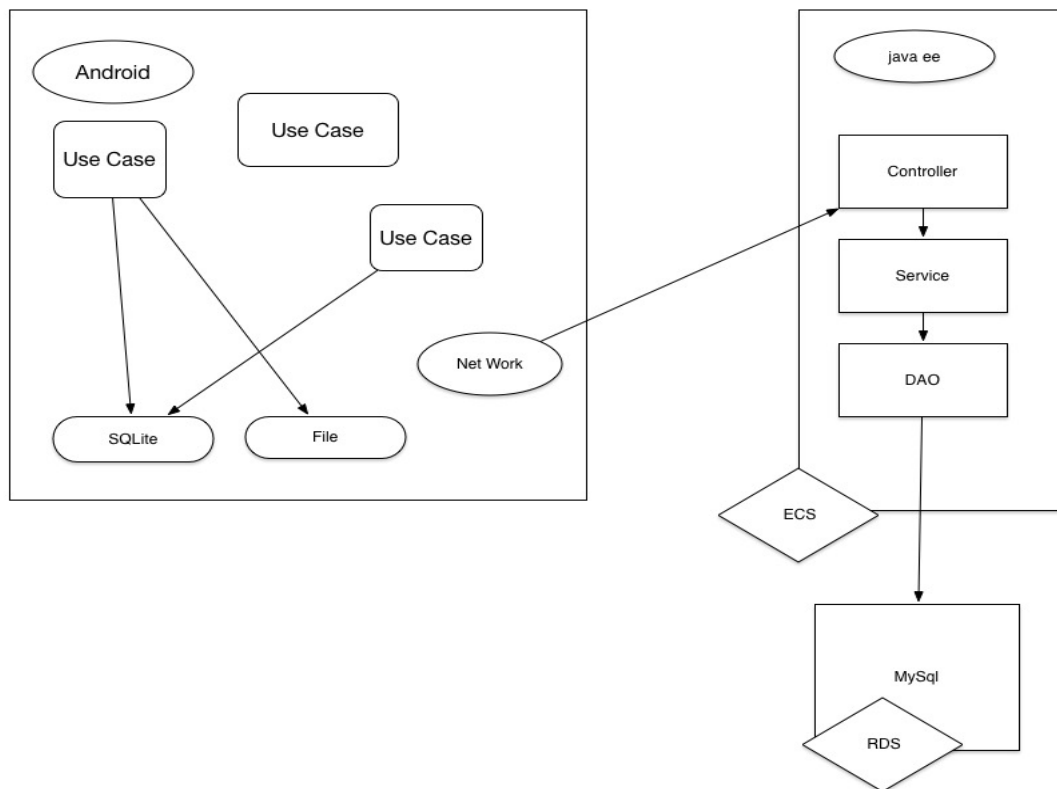 Android
Use Case
Use Case
Use Case
Net Work
SQLite
File
java ee
Controller
Service
DAO
ECS
MySql
RDS